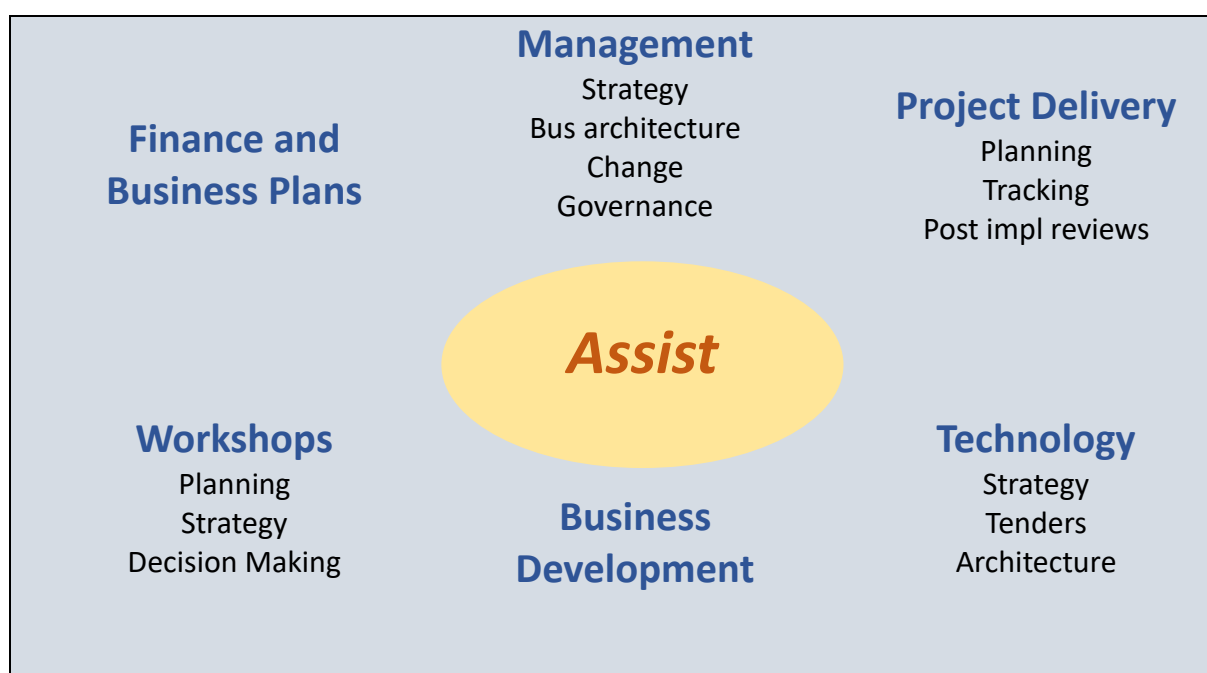 Management
Strategy
Bus architecture
Change
Governance
Finance and
Business Plans
Project Delivery
Planning
Tracking
Post impl reviews
Assist
Workshops
Planning
Strategy
Decision Making
Business
Development
Technology
Strategy
Tenders
Architecture